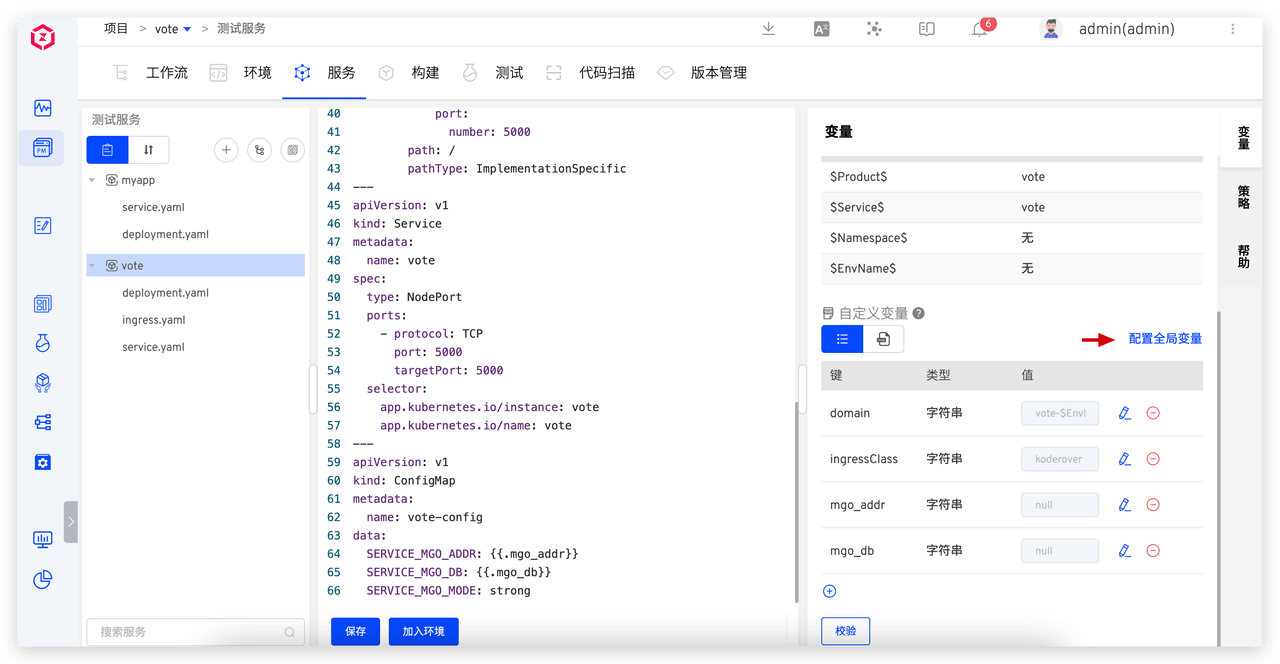 项目 > vote > 测试服务
6
admin(admin)
工作流 环境 服务 构建 测试 代码扫描 版本管理
PM
测试服务
myapp
service.yaml
deployment.yaml
vote
deployment.yaml
ingress.yaml
service.yaml
搜索服务
40 port:
41 number: 5000
42 path: /
43 pathType: ImplementationSpecific
44 ---
45 apiVersion: v1
46 kind: Service
47 metadata:
48 name: vote
49 spec:
50 type: NodePort
51 ports:
52 - protocol: TCP
53 port: 5000
54 targetPort: 5000
55 selector:
56 app.kubernetes.io/instance: vote
57 app.kubernetes.io/name: vote
58 ---
59 apiVersion: v1
60 kind: ConfigMap
61 metadata:
62 name: vote-config
63 data:
64 SERVICE_MGO_ADDR: {{.mgo_addr}}
65 SERVICE_MGO_DB: {{.mgo_db}}
66 SERVICE_MGO_MODE: strong
保存 加入环境
变量
$Product$ vote
$Service$ vote
$Namespace$ 无
$EnvName$ 无
自定义变量
配置全局变量
键 类型 值
domain 字符串 vote-$Envl
ingressClass 字符串 koderover
mgo_addr 字符串 null
mgo_db 字符串 null
校验
变量
策略
帮助